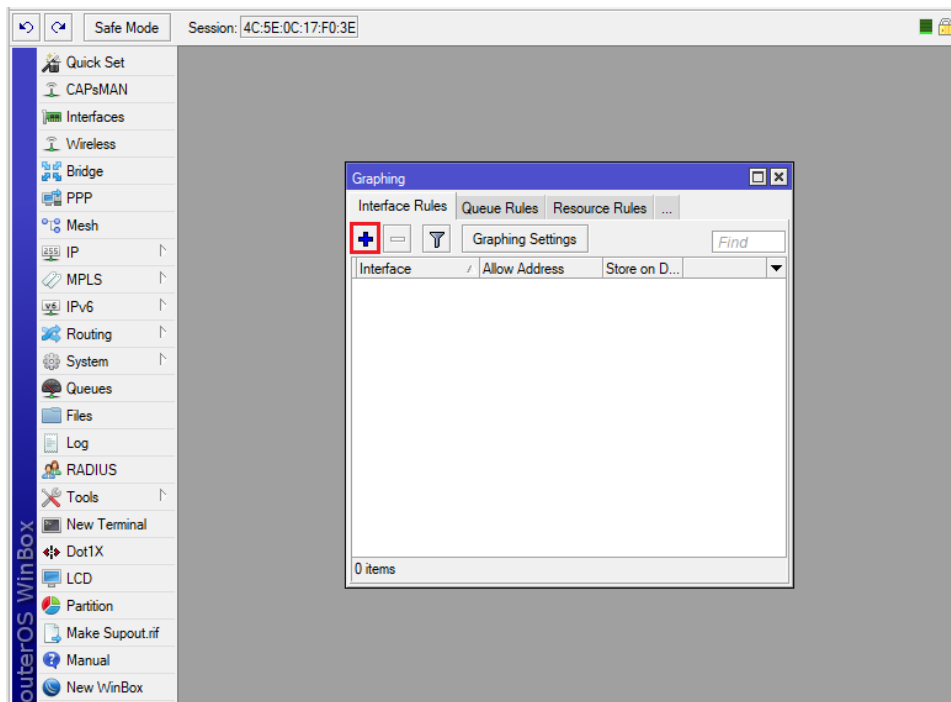 Safe Mode Session: 4C:5E:0C:17:F0:3E
Quick Set
CAPsMAN
Interfaces
Wireless
Bridge
PPP
Mesh
IP
MPLS
IPv6
Routing
System
Queues
Files
Log
RADIUS
Tools
New Terminal
Dot1X
LCD
Partition
Make Supout.rif
Manual
New WinBox
outerOS WinBox
Graphing
Interface Rules Queue Rules Resource Rules ...
Graphing Settings Find
Interface Allow Address Store on D...
0 items